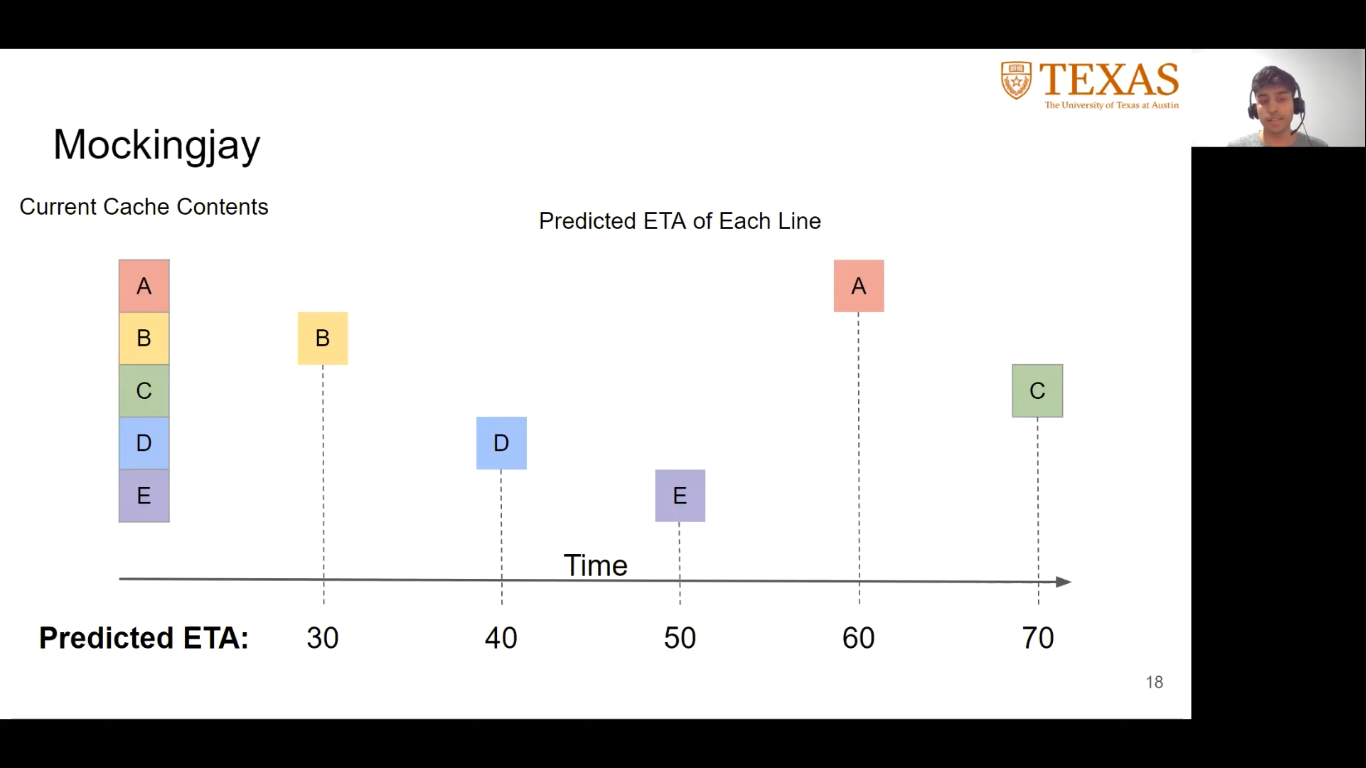 TEXAS
The University of Texas at Austin
Mockingjay
Current Cache Contents
Predicted ETA of Each Line
A
B
C
D
E
B
D
E
A
C
Time
Predicted ETA: 30 40 50 60 70
18